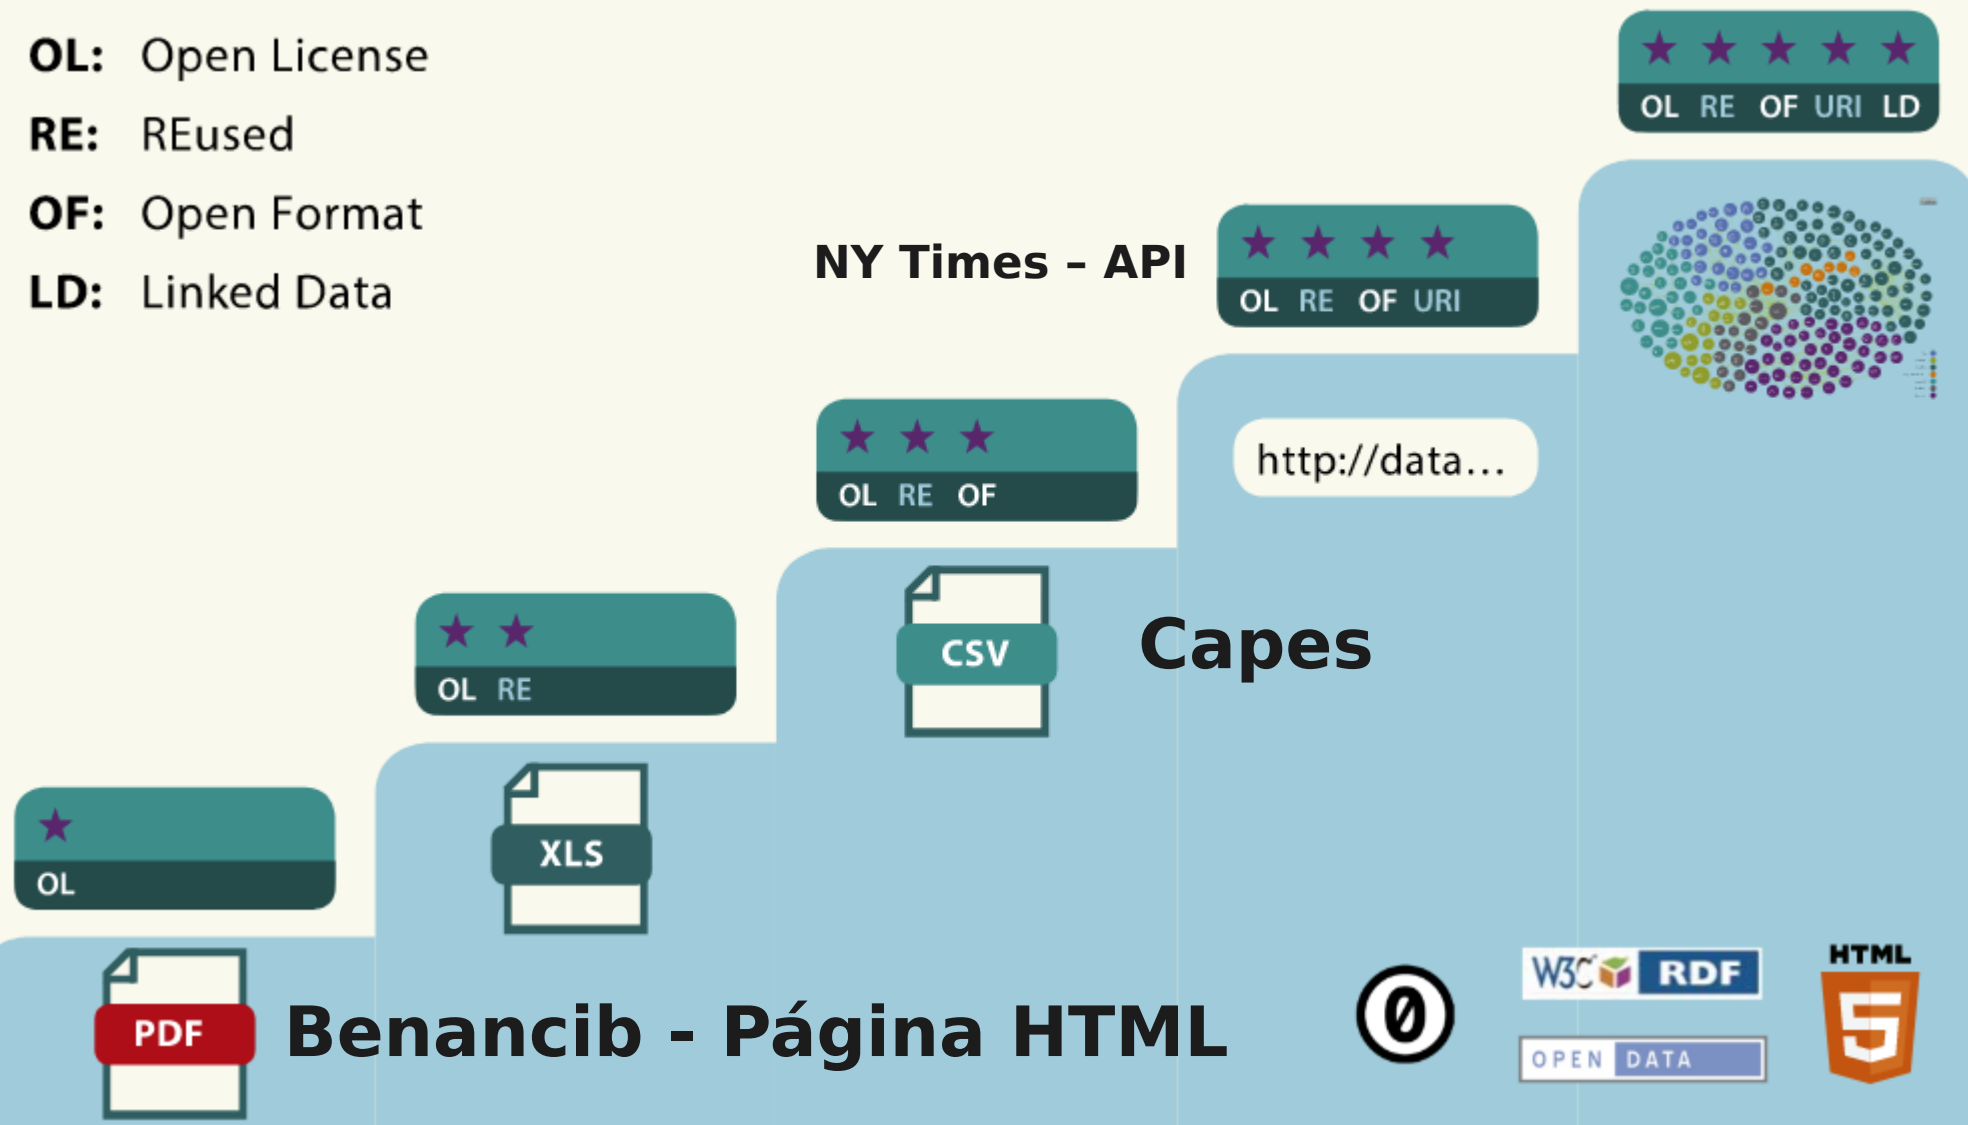 OL: Open License
RE: REused
OF: Open Format
LD: Linked Data
OL RE OF URI LD
NY Times – API
OL RE OF URI
http://data...
OL RE OF
CSV
Capes
OL RE
XLS
OL
PDF
Benancib - Página HTML
0
W3C RDF
OPEN DATA
HTML
5